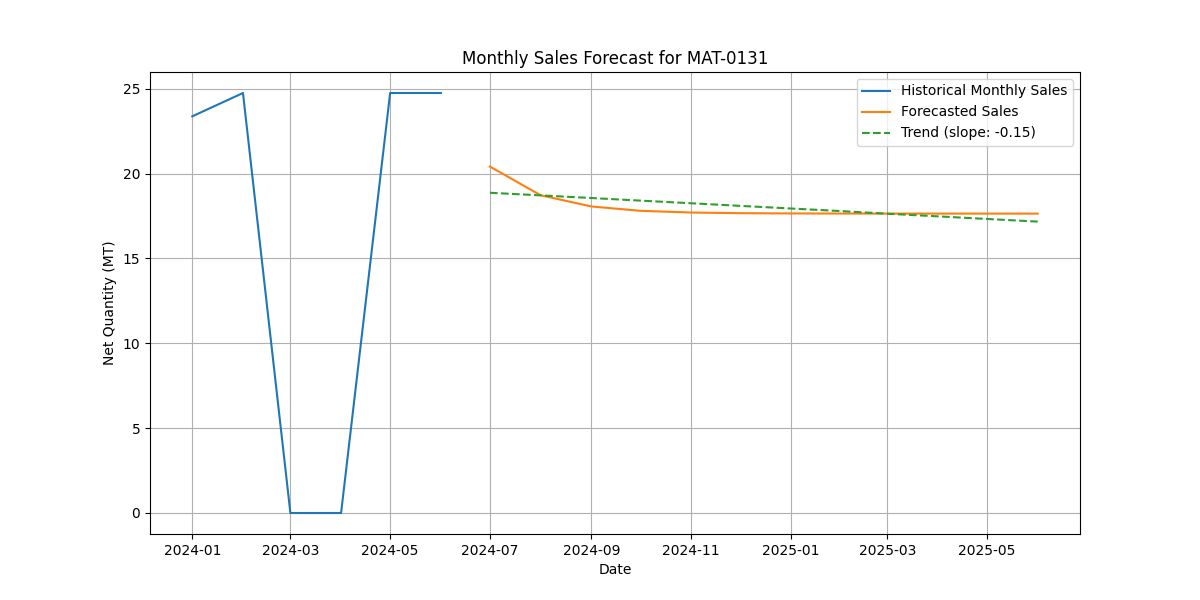 Monthly Sales Forecast for MAT-0131
Historical Monthly Sales
Forecasted Sales
Trend (slope: -0.15)
Net Quantity (MT)
25
20
15
10
5
0
2024-01 2024-03 2024-05 2024-07 2024-09 2024-11 2025-01 2025-03 2025-05
Date